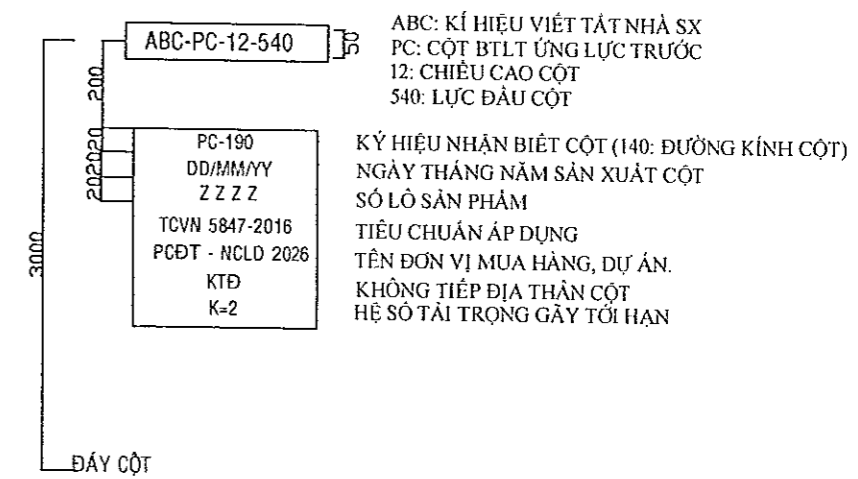 ABC-PC-12-540
50
ABC: KÍ HIỆU VIẾT TẮT NHÀ SX
PC: CỘT BTLT ỨNG LỰC TRƯỚC
12: CHIỀU CAO CỘT
540: LỰC ĐẦU CỘT
200
PC-190
KÝ HIỆU NHẬN BIẾT CỘT (140: ĐƯỜNG KÍNH CỘT)
20
DD/MM/YY
NGÀY THÁNG NĂM SẢN XUẤT CỘT
20
Z Z Z Z
SỐ LÔ SẢN PHẨM
20
TCVN 5847-2016
TIÊU CHUẨN ÁP DỤNG
PCĐT - NCLD 2026
TÊN ĐƠN VỊ MUA HÀNG, DỰ ÁN.
KTĐ
KHÔNG TIẾP ĐỊA THÂN CỘT
K=2
HỆ SỐ TẢI TRỌNG GÃY TỚI HẠN
3000
ĐÁY CỘT